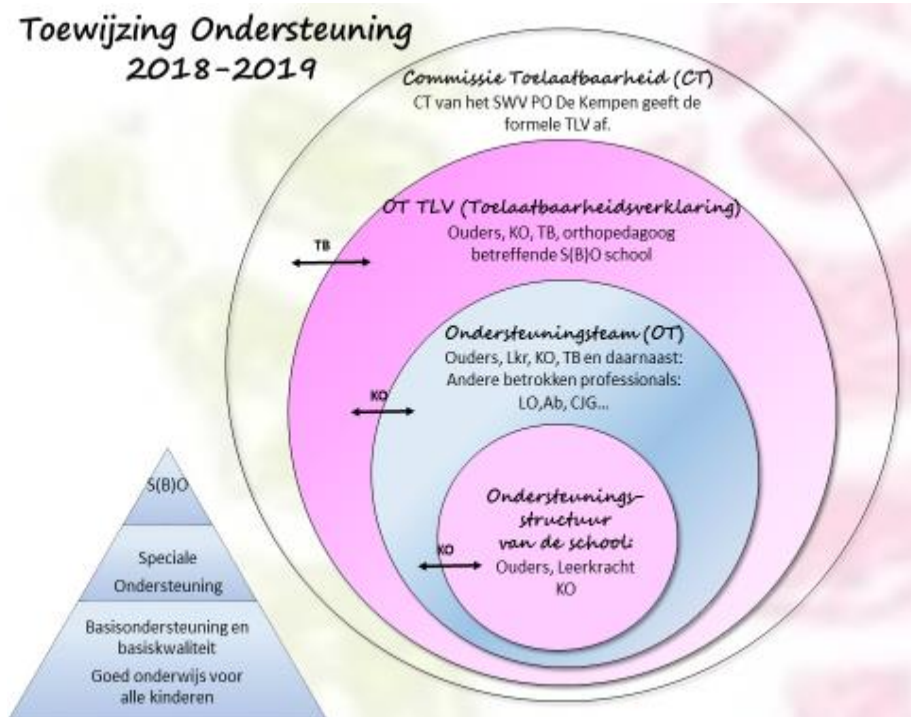 Toewijzing Ondersteuning
2018-2019
Commissie Toelaatbaarheid (CT)
CT van het SWV PO De Kempen geeft de
formele TLV af.
OT TLV (Toelaatbaarheidsverklaring)
Ouders, KO, TB, orthopedagoog
betreffende S(B)O school
TB
Ondersteuningsteam (OT)
Ouders, Lkr, KO, TB en daarnaast:
Andere betrokken professionals:
LO,Ab, CJG...
KO
Ondersteunings-
structuur
van de school:
Ouders, Leerkracht
KO
KO
S(B)O
Speciale
Ondersteuning
Basisondersteuning en
basiskwaliteit
Goed onderwijs voor
alle kinderen